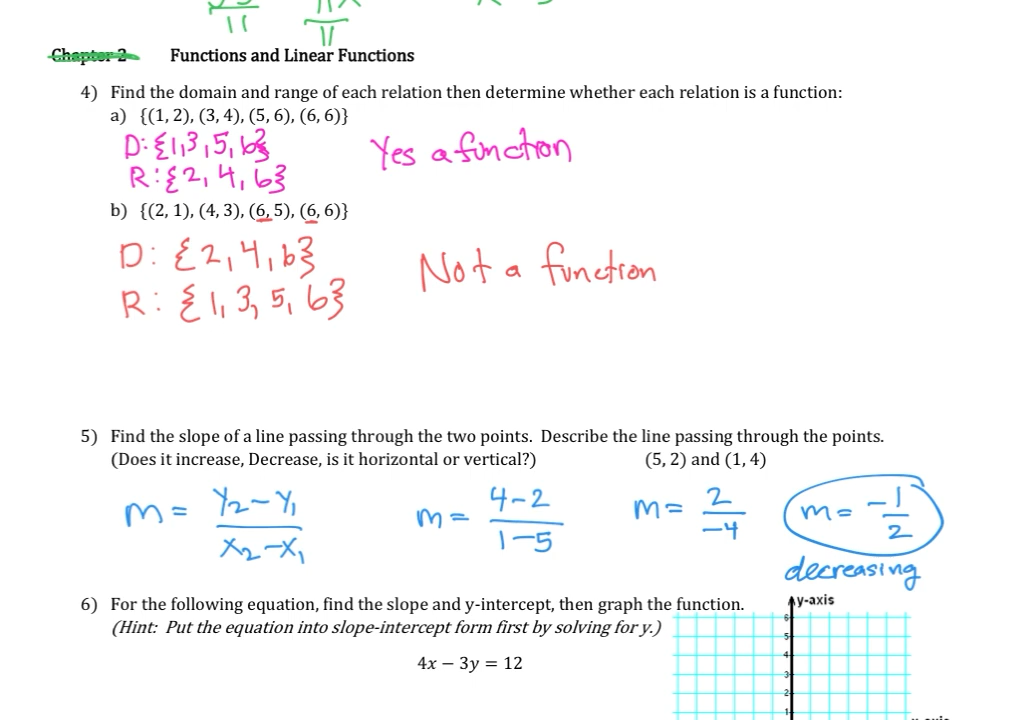 11 11
Chapter 2 Functions and Linear Functions
4) Find the domain and range of each relation then determine whether each relation is a function:
a) {(1, 2), (3, 4), (5, 6), (6, 6)}
D: {1,3,5,6}
Yes a function
R: {2, 4, 6}
b) {(2, 1), (4, 3), (6, 5), (6, 6)}
D: {2, 4, 6}
Not a function
R: {1, 3, 5, 6}
5) Find the slope of a line passing through the two points. Describe the line passing through the points.
(Does it increase, Decrease, is it horizontal or vertical?) (5, 2) and (1, 4)
m = (y₂ - y₁)/(x₂ - x₁) m = (4-2)/(1-5) m = 2/-4 m = -1/2
decreasing
6) For the following equation, find the slope and y-intercept, then graph the function.
y-axis
(Hint: Put the equation into slope-intercept form first by solving for y.)
4x − 3y = 12
6
5
4
3
2
1